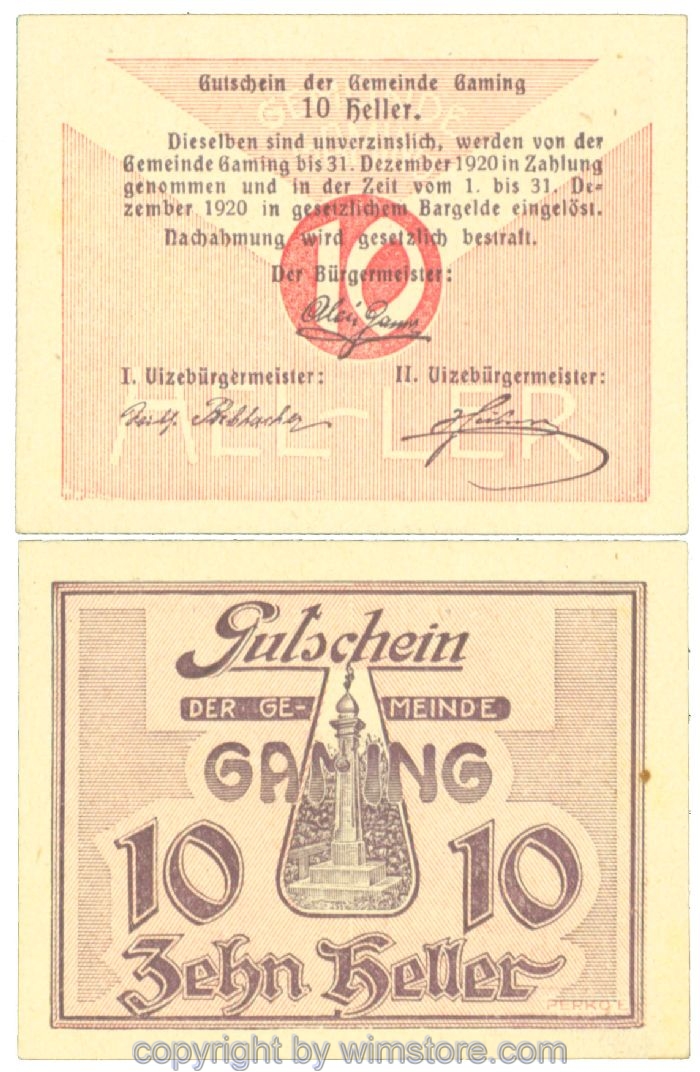 Gutschein der Gemeinde Gaming
10 Heller.
Dieselben sind unverzinslich, werden von der
Gemeinde Gaming bis 31. Dezember 1920 in Zahlung
genommen und in der Zeit vom 1. bis 31. De-
zember 1920 in gesetzlichem Bargelde eingelöst.
Nachahmung wird gesetzlich bestraft.
GEMEINDE
10
Der Bürgermeister:
I. Vizebürgermeister: II. Vizebürgermeister:
LER
Gutschein
DER GE- MEINDE
GAMING
10 10
Zehn Heller
copyright by wimstore.com